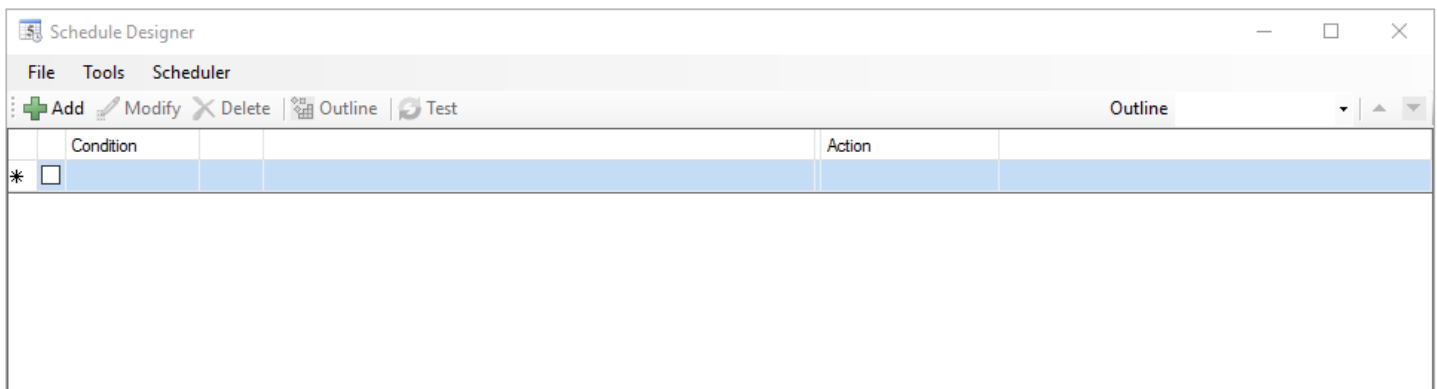 Schedule Designer
File Tools Scheduler
Add Modify Delete Outline Test Outline
Condition Action